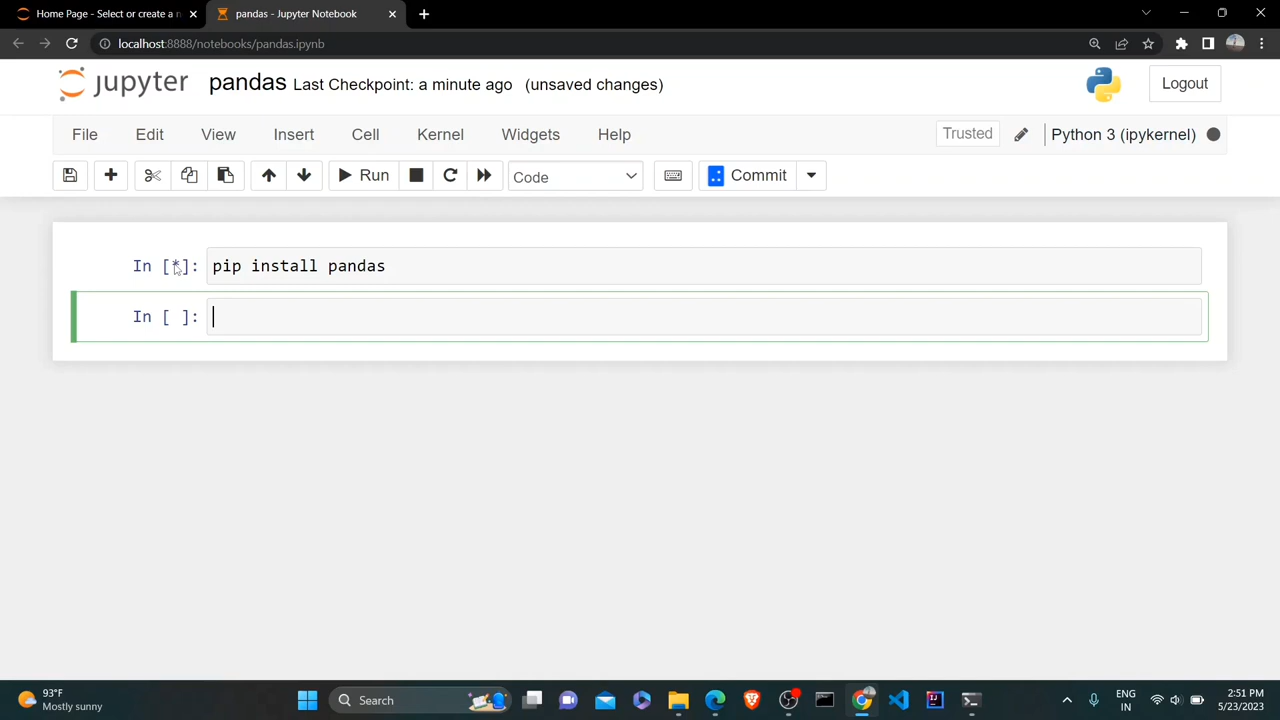 Home Page - Select or create a n
pandas - Jupyter Notebook
localhost:8888/notebooks/pandas.ipynb
jupyter pandas Last Checkpoint: a minute ago (unsaved changes) Logout
File Edit View Insert Cell Kernel Widgets Help Trusted Python 3 (ipykernel)
Run Code Commit
In [*]: pip install pandas
In [ ]:
93°F
Mostly sunny
Search
ENG
IN
2:51 PM
5/23/2023